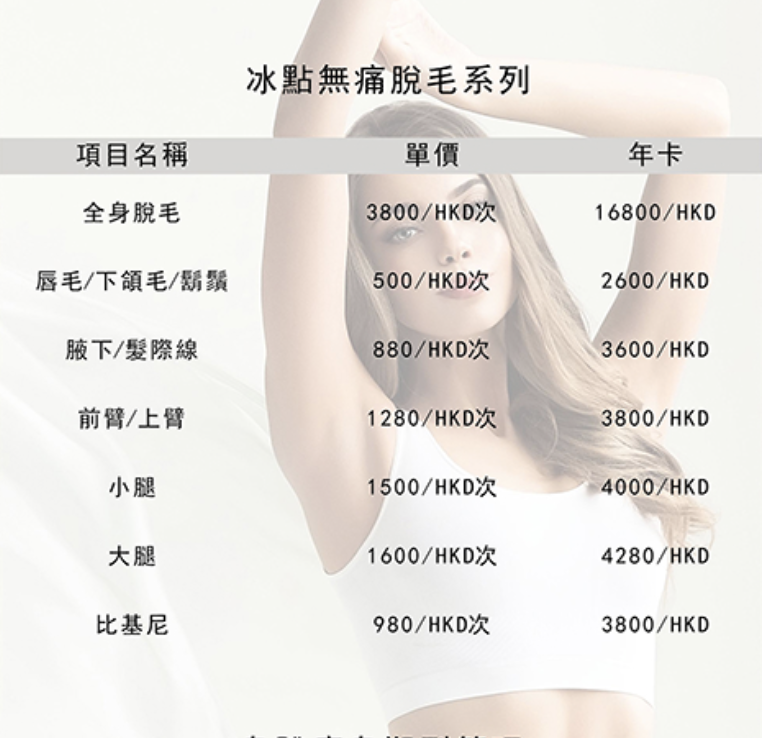 冰點無痛脫毛系列
項目名稱 單價 年卡
全身脫毛 3800/HKD次 16800/HKD
唇毛/下頜毛/鬍鬚 500/HKD次 2600/HKD
腋下/髮際線 880/HKD次 3600/HKD
前臂/上臂 1280/HKD次 3800/HKD
小腿 1500/HKD次 4000/HKD
大腿 1600/HKD次 4280/HKD
比基尼 980/HKD次 3800/HKD